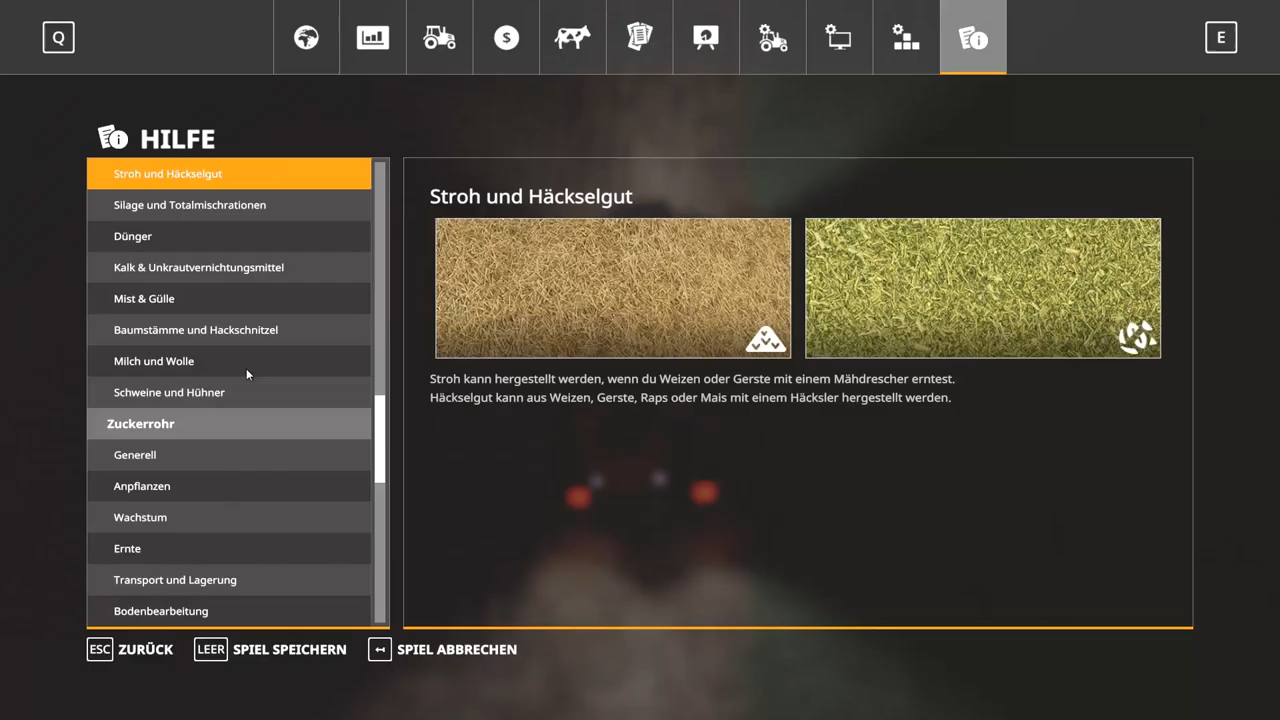 Q
$
E
HILFE
Stroh und Häckselgut
Silage und Totalmischrationen
Dünger
Kalk & Unkrautvernichtungsmittel
Mist & Gülle
Baumstämme und Hackschnitzel
Milch und Wolle
Schweine und Hühner
Zuckerrohr
Generell
Anpflanzen
Wachstum
Ernte
Transport und Lagerung
Bodenbearbeitung
Stroh und Häckselgut
Stroh kann hergestellt werden, wenn du Weizen oder Gerste mit einem Mähdrescher erntest.
Häckselgut kann aus Weizen, Gerste, Raps oder Mais mit einem Häcksler hergestellt werden.
ESC ZURÜCK LEER SPIEL SPEICHERN ↤ SPIEL ABBRECHEN